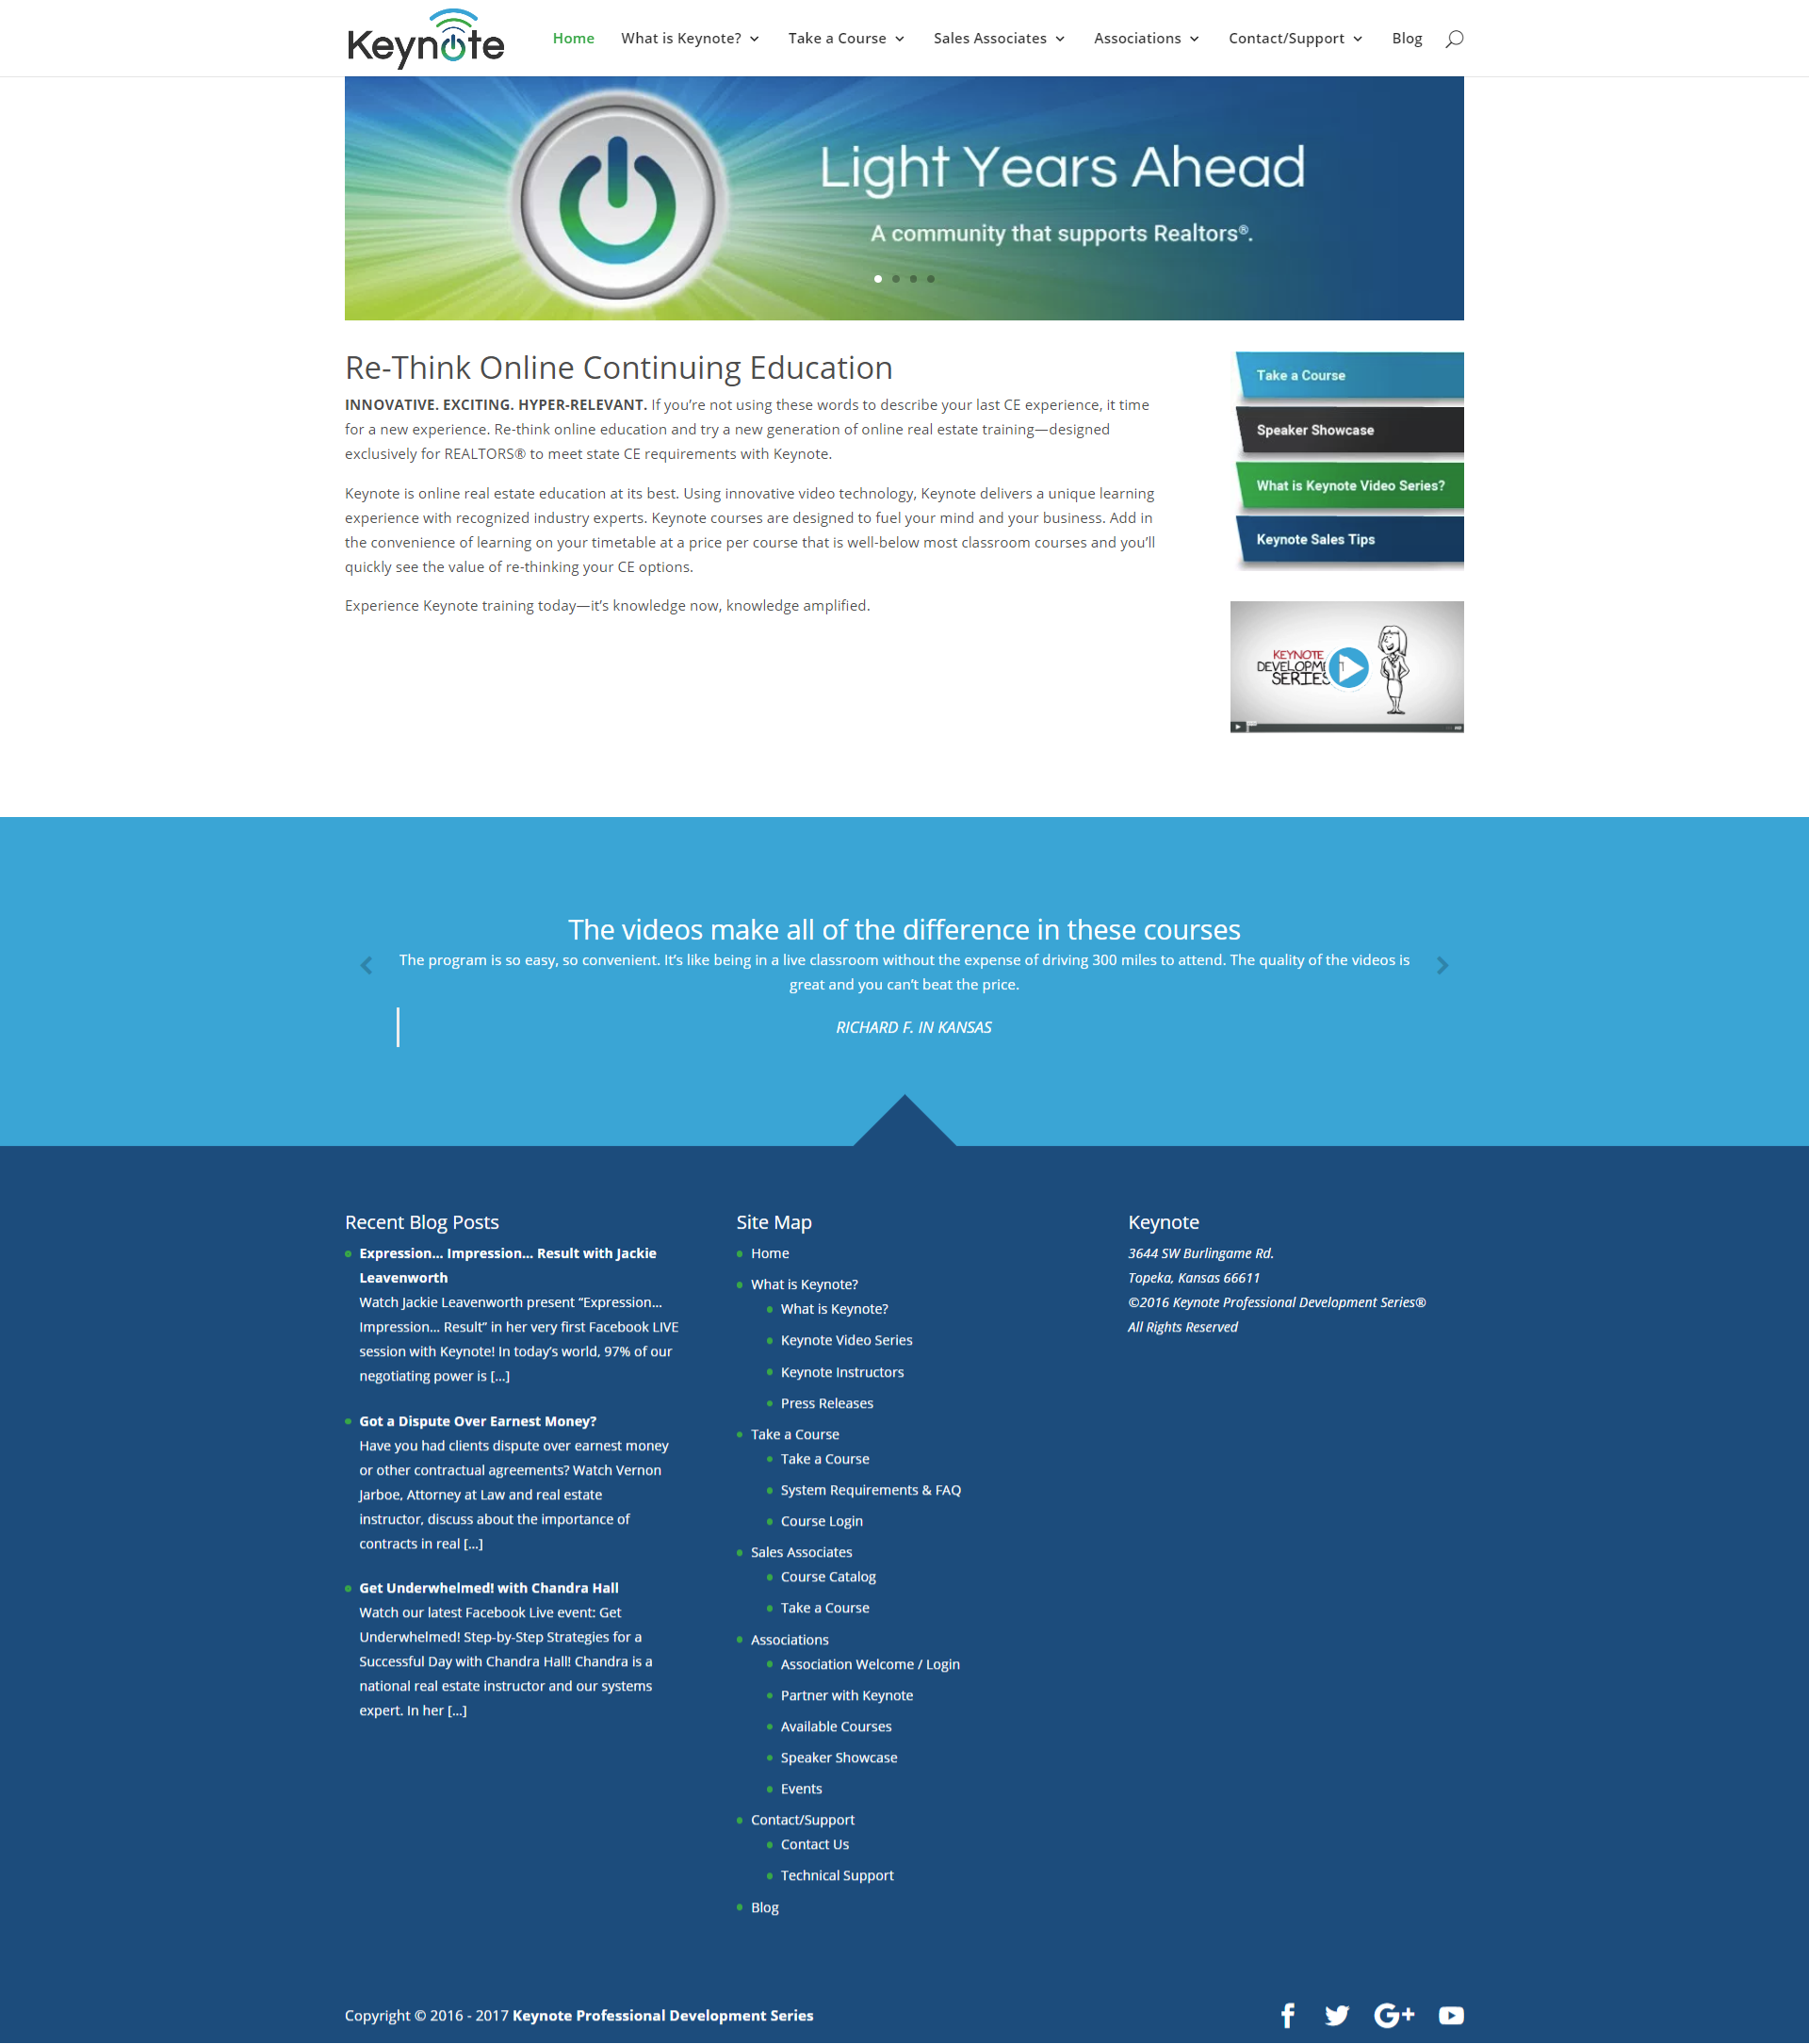 Keynote
Home
What is Keynote?
Take a Course
Sales Associates
Associations
Contact/Support
Blog
Light Years Ahead
A community that supports Realtors®.
Re-Think Online Continuing Education
INNOVATIVE. EXCITING. HYPER-RELEVANT. If you’re not using these words to describe your last CE experience, it time
for a new experience. Re-think online education and try a new generation of online real estate training—designed
exclusively for REALTORS® to meet state CE requirements with Keynote.
Keynote is online real estate education at its best. Using innovative video technology, Keynote delivers a unique learning
experience with recognized industry experts. Keynote courses are designed to fuel your mind and your business. Add in
the convenience of learning on your timetable at a price per course that is well-below most classroom courses and you’ll
quickly see the value of re-thinking your CE options.
Experience Keynote training today—it’s knowledge now, knowledge amplified.
Take a Course
Speaker Showcase
What is Keynote Video Series?
Keynote Sales Tips
KEYNOTE
SERIES
The videos make all of the difference in these courses
The program is so easy, so convenient. It’s like being in a live classroom without the expense of driving 300 miles to attend. The quality of the videos is
great and you can’t beat the price.
RICHARD F. IN KANSAS
Recent Blog Posts
Expression… Impression… Result with Jackie
Leavenworth
Watch Jackie Leavenworth present “Expression…
Impression… Result” in her very first Facebook LIVE
session with Keynote! In today’s world, 97% of our
negotiating power is […]
Got a Dispute Over Earnest Money?
Have you had clients dispute over earnest money
or other contractual agreements? Watch Vernon
Jarboe, Attorney at Law and real estate
instructor, discuss about the importance of
contracts in real […]
Get Underwhelmed! with Chandra Hall
Watch our latest Facebook Live event: Get
Underwhelmed! Step-by-Step Strategies for a
Successful Day with Chandra Hall! Chandra is a
national real estate instructor and our systems
expert. In her […]
Site Map
Home
What is Keynote?
What is Keynote?
Keynote Video Series
Keynote Instructors
Press Releases
Take a Course
Take a Course
System Requirements & FAQ
Course Login
Sales Associates
Course Catalog
Take a Course
Associations
Association Welcome / Login
Partner with Keynote
Available Courses
Speaker Showcase
Events
Contact/Support
Contact Us
Technical Support
Blog
Keynote
3644 SW Burlingame Rd.
Topeka, Kansas 66611
©2016 Keynote Professional Development Series®
All Rights Reserved
Copyright © 2016 - 2017 Keynote Professional Development Series